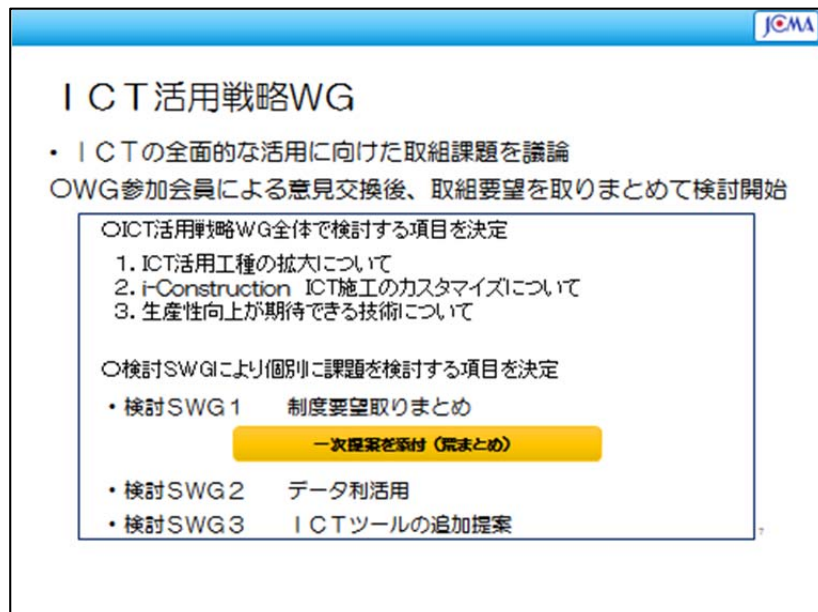 JCMA
ICT活用戦略WG
・ICTの全面的な活用に向けた取組課題を議論
○WG参加会員による意見交換後、取組要望を取りまとめて検討開始
○ICT活用戦略WG全体で検討する項目を決定
1. ICT活用工種の拡大について
2. i-Construction ICT施工のカスタマイズについて
3. 生産性向上が期待できる技術について
○検討SWGにより個別に課題を検討する項目を決定
・検討SWG1 制度要望取りまとめ
一次提案を添付（荒まとめ）
・検討SWG2 データ利活用
・検討SWG3 ICTツールの追加提案
7